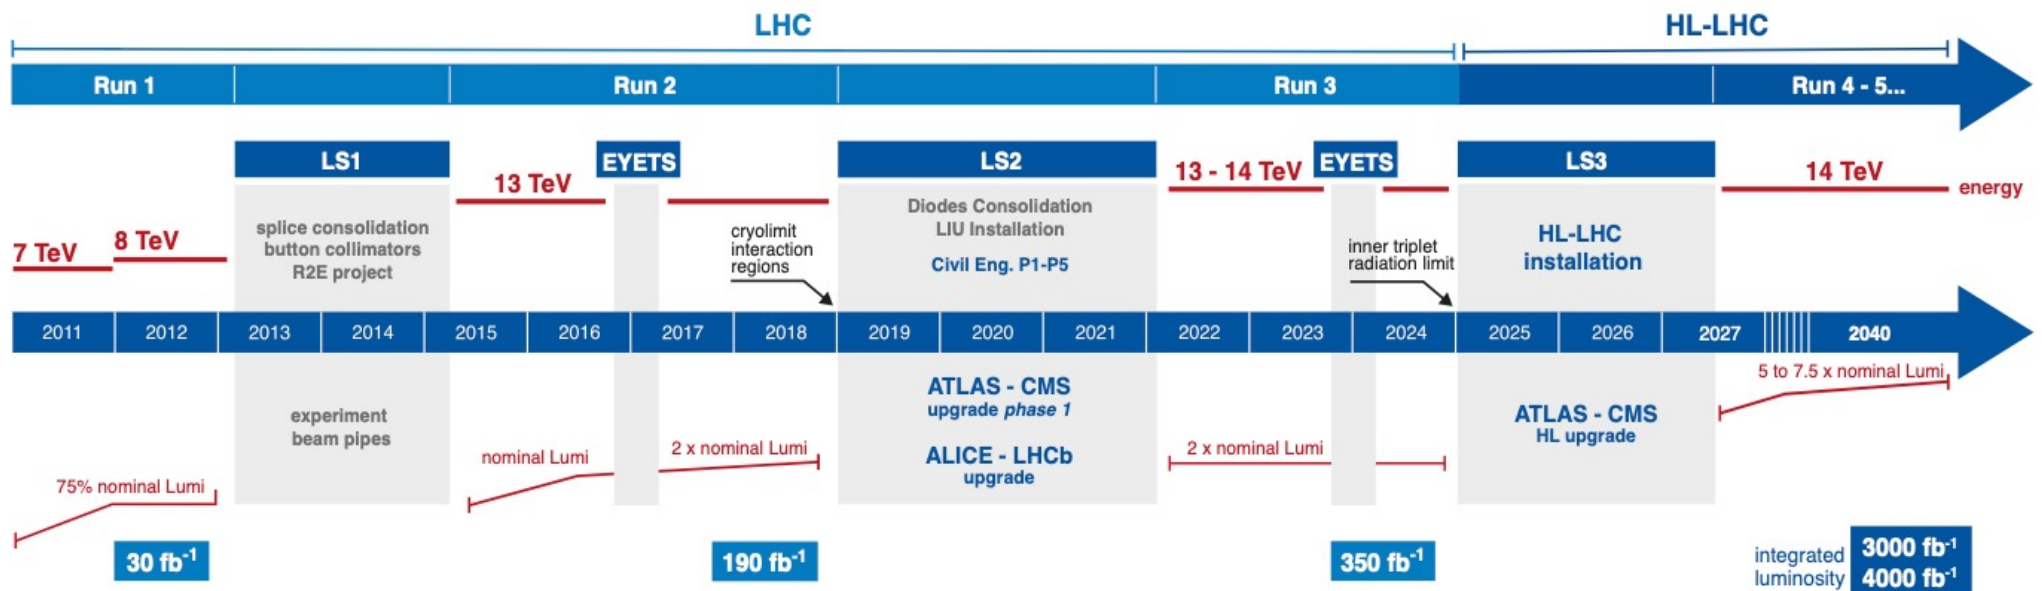 LHC
HL-LHC
Run 1
Run 2
Run 3
Run 4 - 5...
LS1
EYETS
LS2
EYETS
LS3
7 TeV
8 TeV
13 TeV
13 - 14 TeV
14 TeV
energy
splice consolidation
button collimators
R2E project
cryolimit
interaction
regions
Diodes Consolidation
LIU Installation
Civil Eng. P1-P5
inner triplet
radiation limit
HL-LHC
installation
2011
2012
2013
2014
2015
2016
2017
2018
2019
2020
2021
2022
2023
2024
2025
2026
2027
2040
75% nominal Lumi
experiment
beam pipes
nominal Lumi
2 x nominal Lumi
ATLAS - CMS
upgrade phase 1
ALICE - LHCb
upgrade
2 x nominal Lumi
ATLAS - CMS
HL upgrade
5 to 7.5 x nominal Lumi
30 fb⁻¹
190 fb⁻¹
350 fb⁻¹
integrated
luminosity
3000 fb⁻¹
4000 fb⁻¹